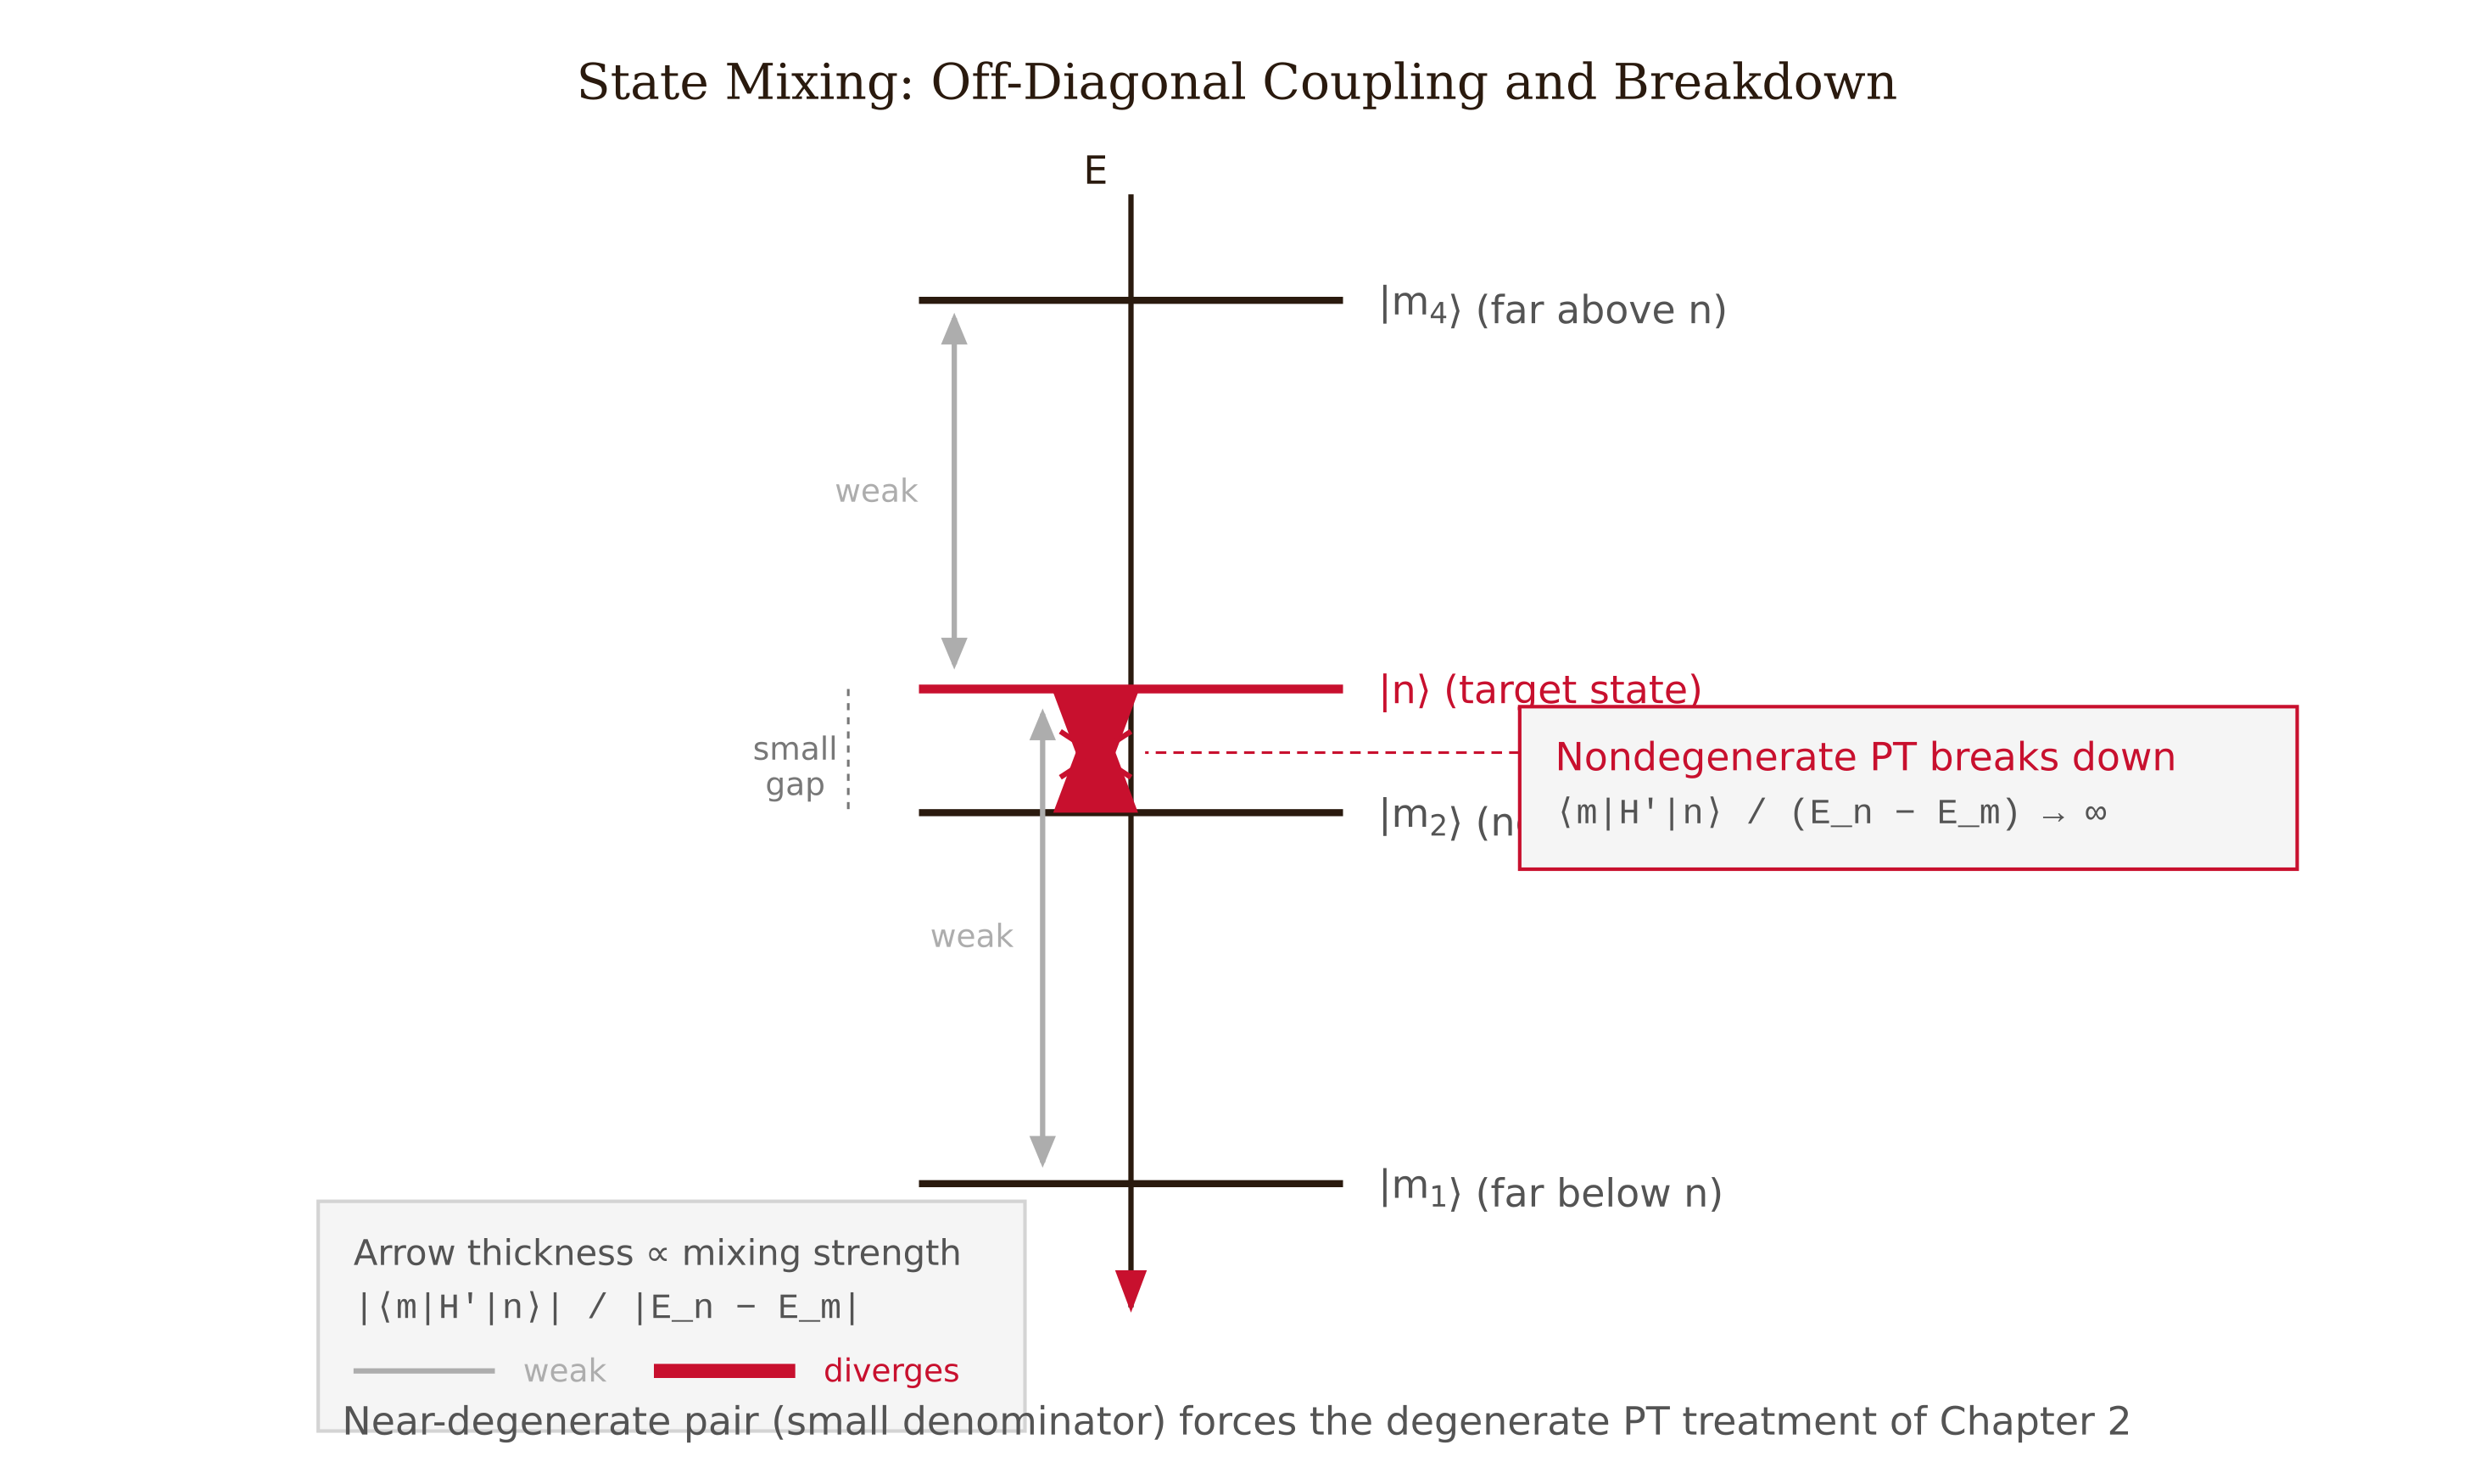 State Mixing: Off-Diagonal Coupling and Breakdown
E
|m₄⟩ (far above n)
weak
|n⟩ (target state)
small
gap
Nondegenerate PT breaks down
⟨m|H'|n⟩ / (E_n − E_m) → ∞
|m₂⟩
weak
|m₁⟩ (far below n)
Arrow thickness ∝ mixing strength
|⟨m|H'|n⟩| / |E_n − E_m|
weak
diverges
Near-degenerate pair (small denominator) forces the degenerate PT treatment of Chapter 2